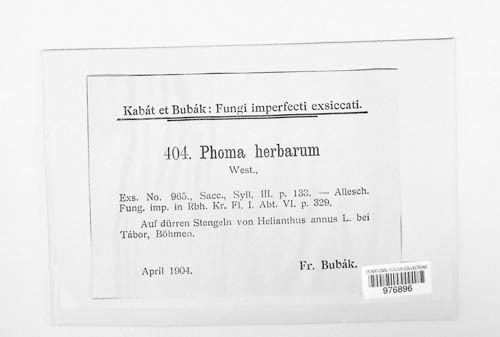 Kabát et Bubák: Fungi imperfecti exsiccati.
404. Phoma herbarum
West.,
Exs. No. 965., Sacc., Syll. III. p. 133. — Allesch.
Fung. imp. in Rbh. Kr. Fl. I. Abt. VI. p. 329.
Auf dürren Stengeln von Helianthus annus L. bei
Tábor, Böhmen.
April 1904.
Fr. Bubák.
976896